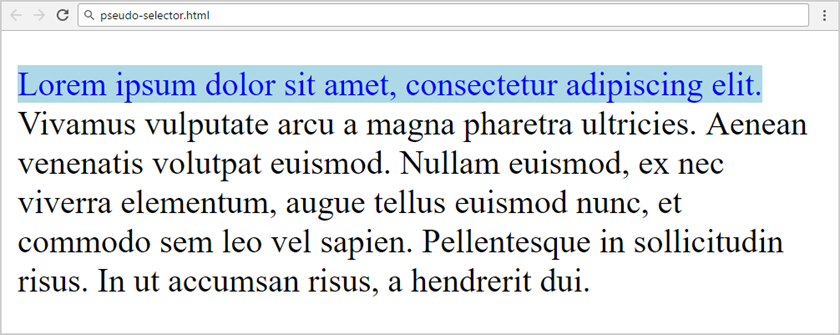 pseudo-selector.html
Lorem ipsum dolor sit amet, consectetur adipiscing elit.
Vivamus vulputate arcu a magna pharetra ultricies. Aenean
venenatis volutpat euismod. Nullam euismod, ex nec
viverra elementum, augue tellus euismod nunc, et
commodo sem leo vel sapien. Pellentesque in sollicitudin
risus. In ut accumsan risus, a hendrerit dui.